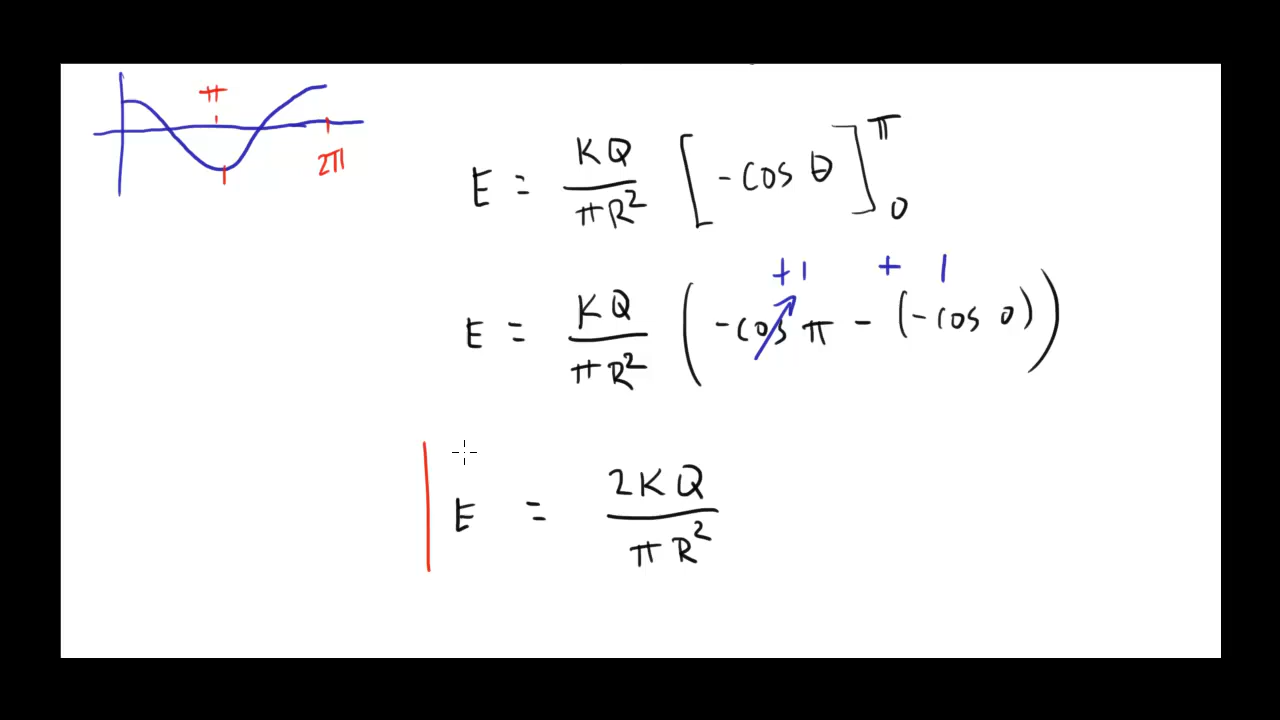 π
2π
E = KQ / πR² [-cos θ]π 0
+1 + 1
E = KQ / πR² (-cos π - (-cos 0))
E = 2KQ / πR²